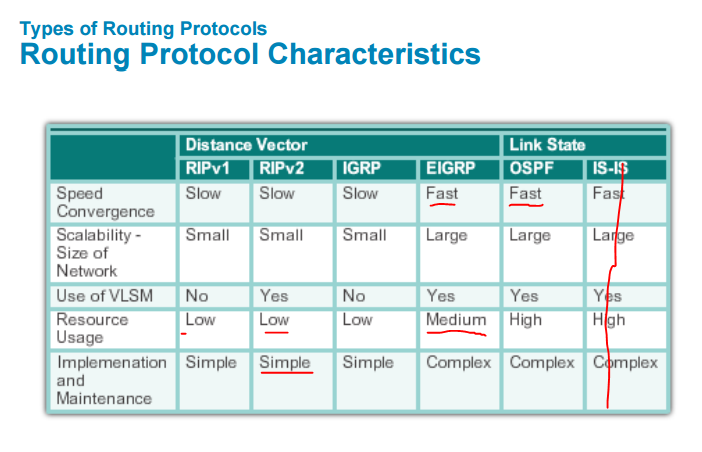 Types of Routing Protocols
Routing Protocol Characteristics
Distance Vector Link State
RIPv1 RIPv2 IGRP EIGRP OSPF IS-IS
Speed Convergence Slow Slow Slow Fast Fast Fast
Scalability - Size of Network Small Small Small Large Large Large
Use of VLSM No Yes No Yes Yes Yes
Resource Usage Low Low Low Medium High High
Implemenation and Maintenance Simple Simple Simple Complex Complex Complex